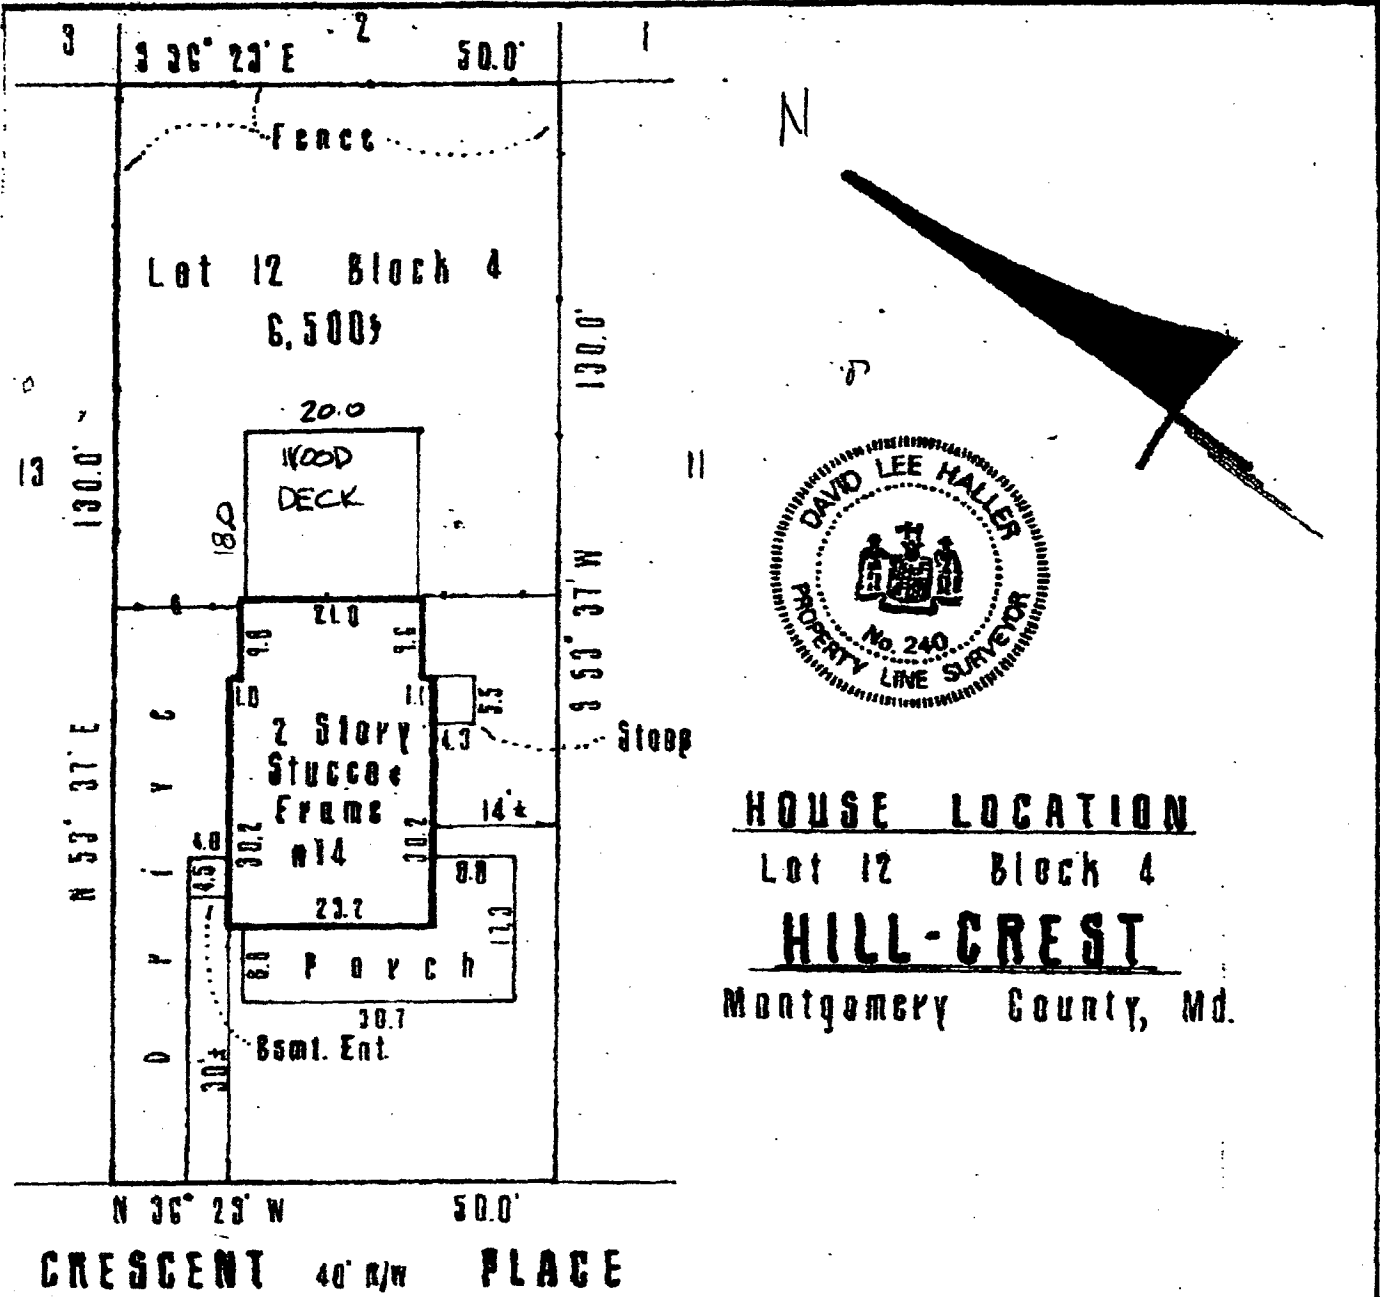 3 2 1
S 36° 23' E 50.0'
Fence
Lot 12 Block 4
6,500
130.0'
20.0
WOOD
DECK
18.0
13
130.0'
11
S 53° 37' W
21.0
9.8
9.6
1.0
1.1
5.5
4.3
Stoop
2 Story
Stucco &
Frame
#14
30.2
30.2
14'±
N 53° 37' E
DRIVE
4.0
4.5
8.8
17.3
23.2
8.0
Porch
30.7
Bsmt. Ent.
30'±
N 36° 23' W 50.0'
CRESCENT 40' R/W PLACE
N
DAVID LEE HALLER
No. 240
PROPERTY LINE SURVEYOR
HOUSE LOCATION
Lot 12 Block 4
HILL-CREST
Montgomery County, Md.